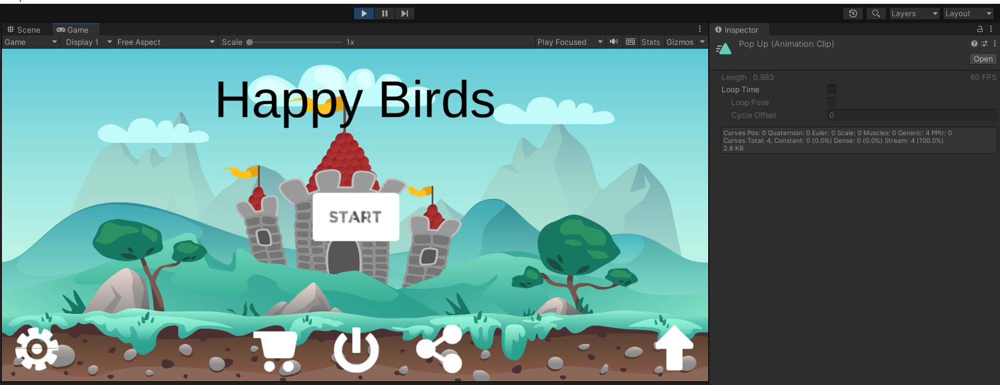 Layers
Layout
Scene
Game
Inspector
Game
Display 1
Free Aspect
Scale
1x
Play Focused
Stats
Gizmos
Pop Up (Animation Clip)
Open
Length 0.983
60 FPS
Loop Time
Loop Pose
Cycle Offset
0
Curves Pos: 0 Quaternion: 0 Euler: 0 Scale: 0 Muscles: 0 Generic: 4 PPtr: 0
Curves Total: 4, Constant: 0 (0.0%) Dense: 0 (0.0%) Stream: 4 (100.0%)
2.8 KB
Happy Birds
START